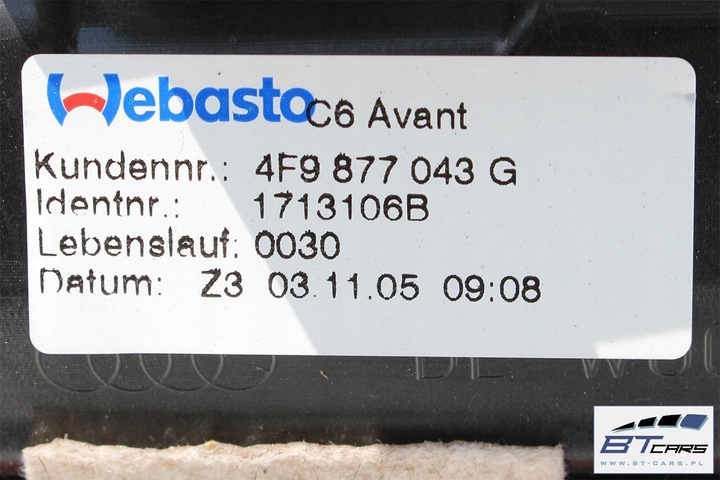 Webasto C6 Avant
Kundennr.: 4F9 877 043 G
Identnr.: 1713106B
Lebenslauf: 0030
Datum: Z3 03.11.05 09:08
DE
BT CARS
WWW.BT-CARS.PL